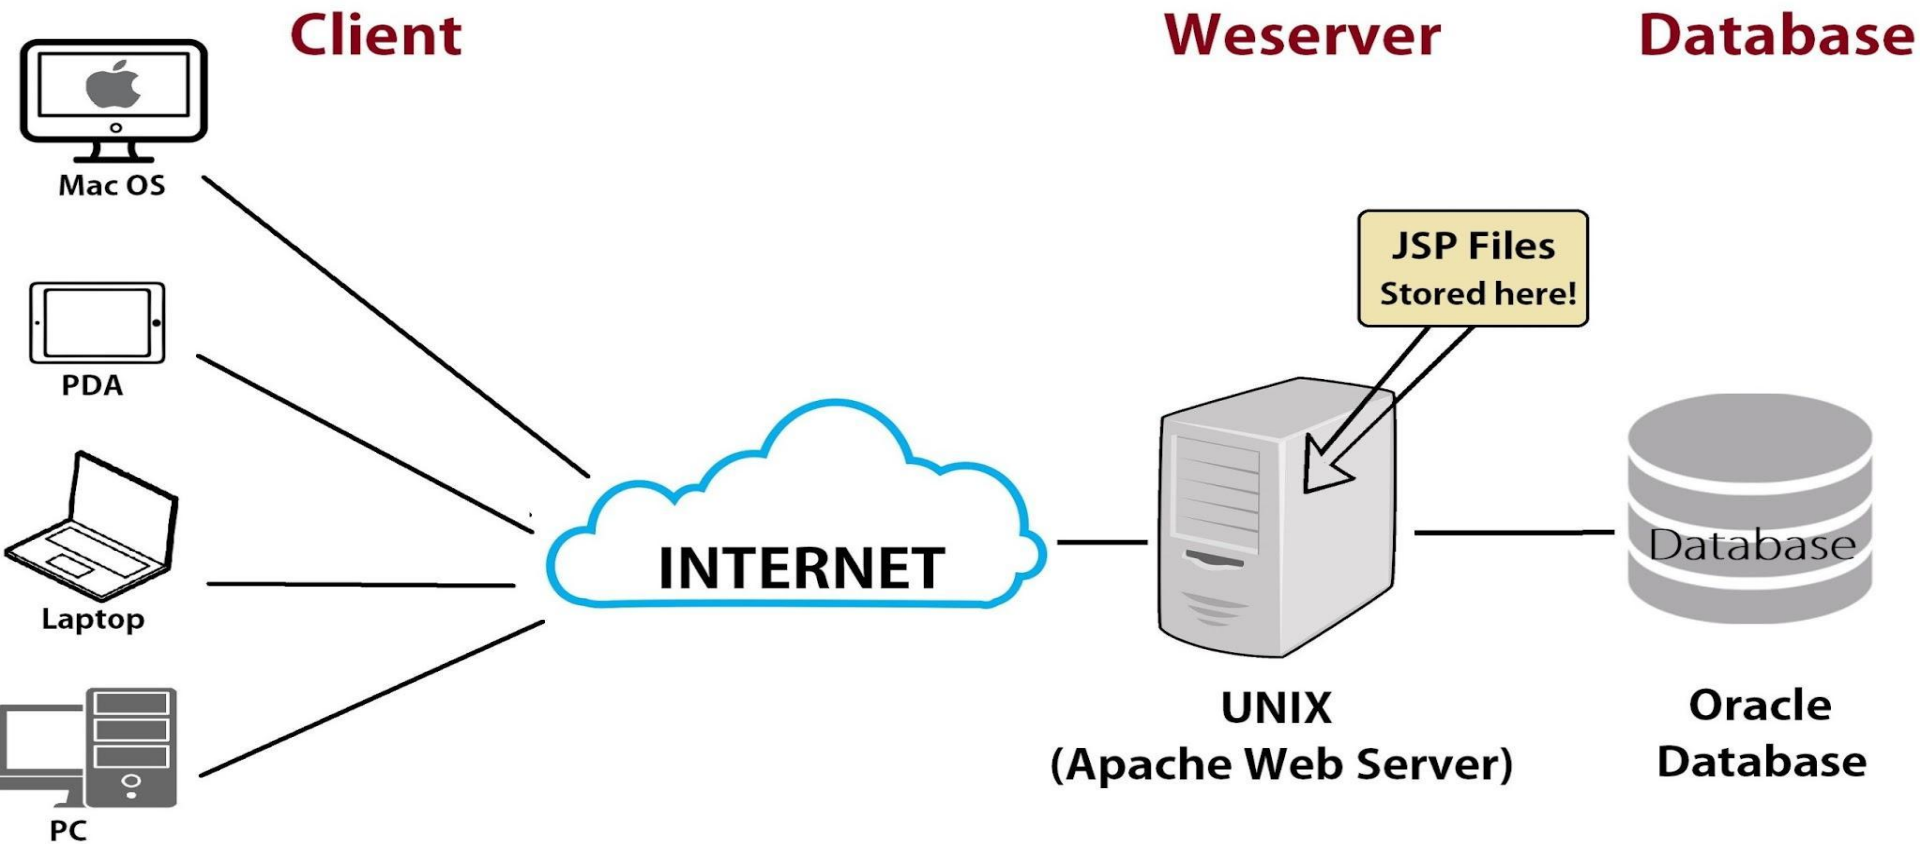 Client
Weserver
Database
Mac OS
JSP Files
Stored here!
PDA
INTERNET
Database
Laptop
UNIX
(Apache Web Server)
Oracle
Database
PC